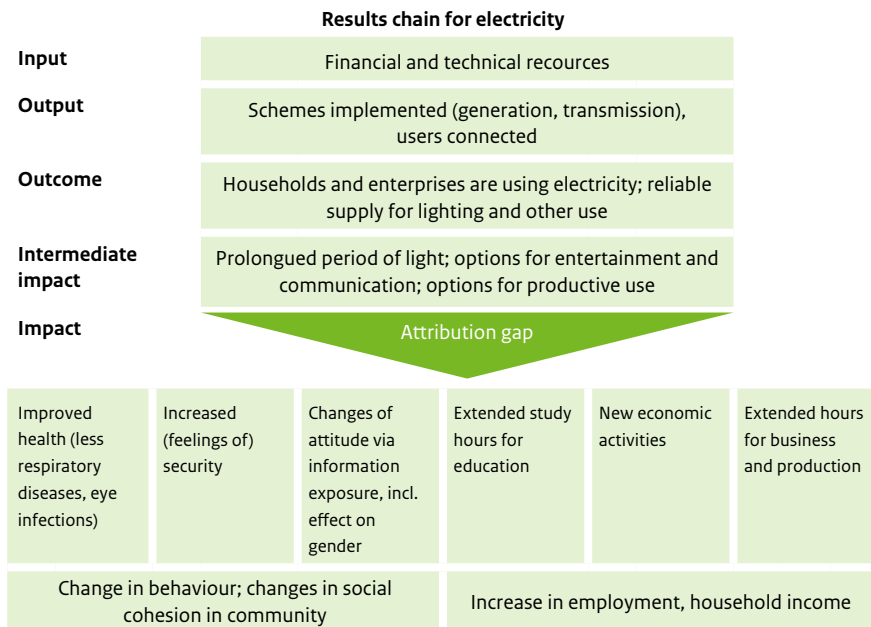 Results chain for electricity
Input
Financial and technical recources
Output
Schemes implemented (generation, transmission),
users connected
Outcome
Households and enterprises are using electricity; reliable
supply for lighting and other use
Intermediate
impact
Prolongued period of light; options for entertainment and
communication; options for productive use
Impact
Attribution gap
Improved
health (less
respiratory
diseases, eye
infections)
Increased
(feelings of)
security
Changes of
attitude via
information
exposure, incl.
effect on
gender
Extended study
hours for
education
New economic
activities
Extended hours
for business
and production
Change in behaviour; changes in social
cohesion in community
Increase in employment, household income